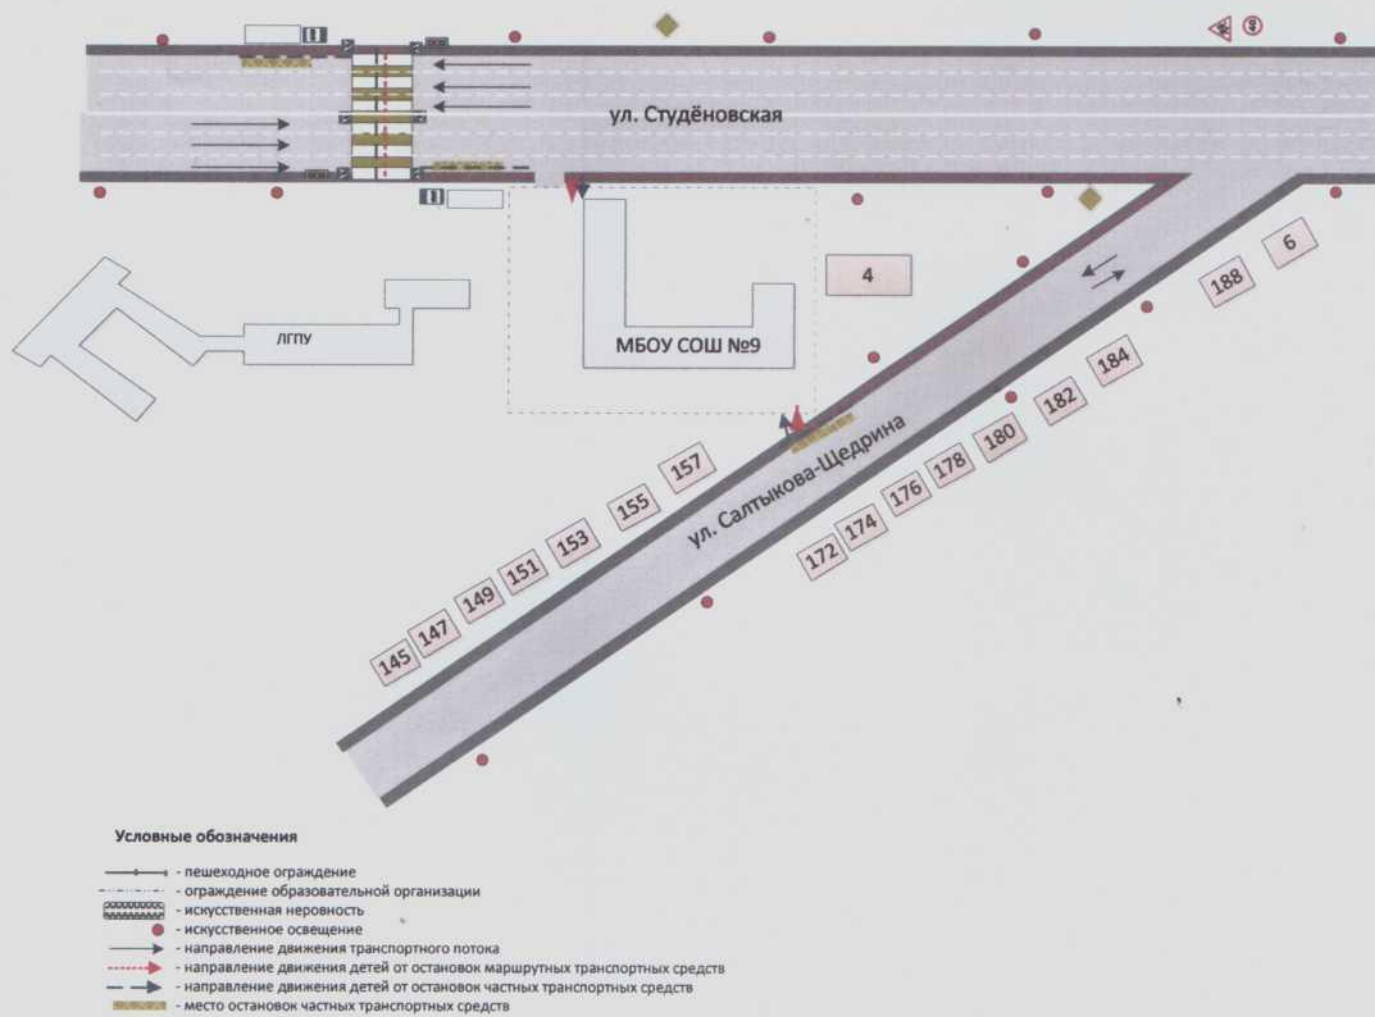 40
ул. Студёновская
6
188
4
ЛГПУ
МБОУ СОШ №9
184
182
180
178
176
174
172
157
155
153
151
149
147
145
ул. Салтыкова-Щедрина
Условные обозначения
- пешеходное ограждение
- ограждение образовательной организации
- искусственная неровность
- искусственное освещение
- направление движения транспортного потока
- направление движения детей от остановок маршрутных транспортных средств
- направление движения детей от остановок частных транспортных средств
- место остановок частных транспортных средств